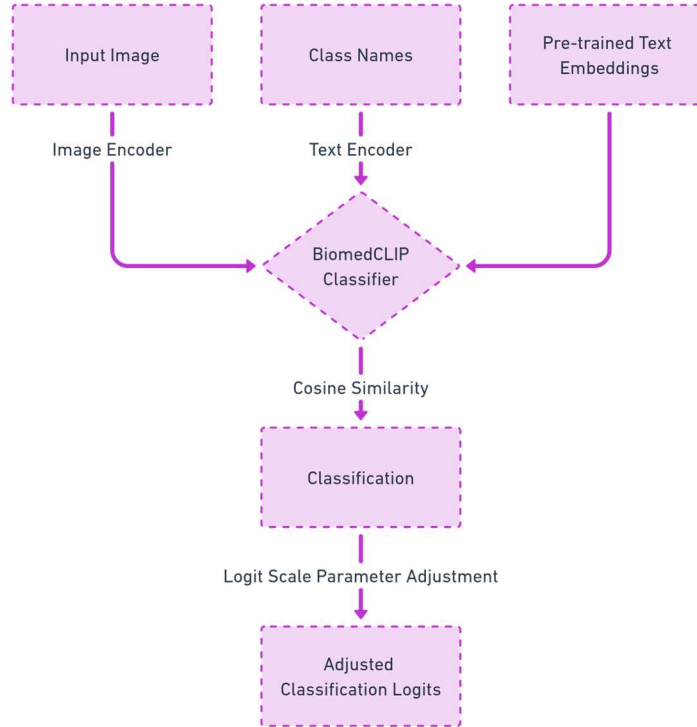 Input Image
Class Names
Pre-trained Text
Embeddings
Image Encoder
Text Encoder
BiomedCLIP
Classifier
Cosine Similarity
Classification
Logit Scale Parameter Adjustment
Adjusted
Classification Logits